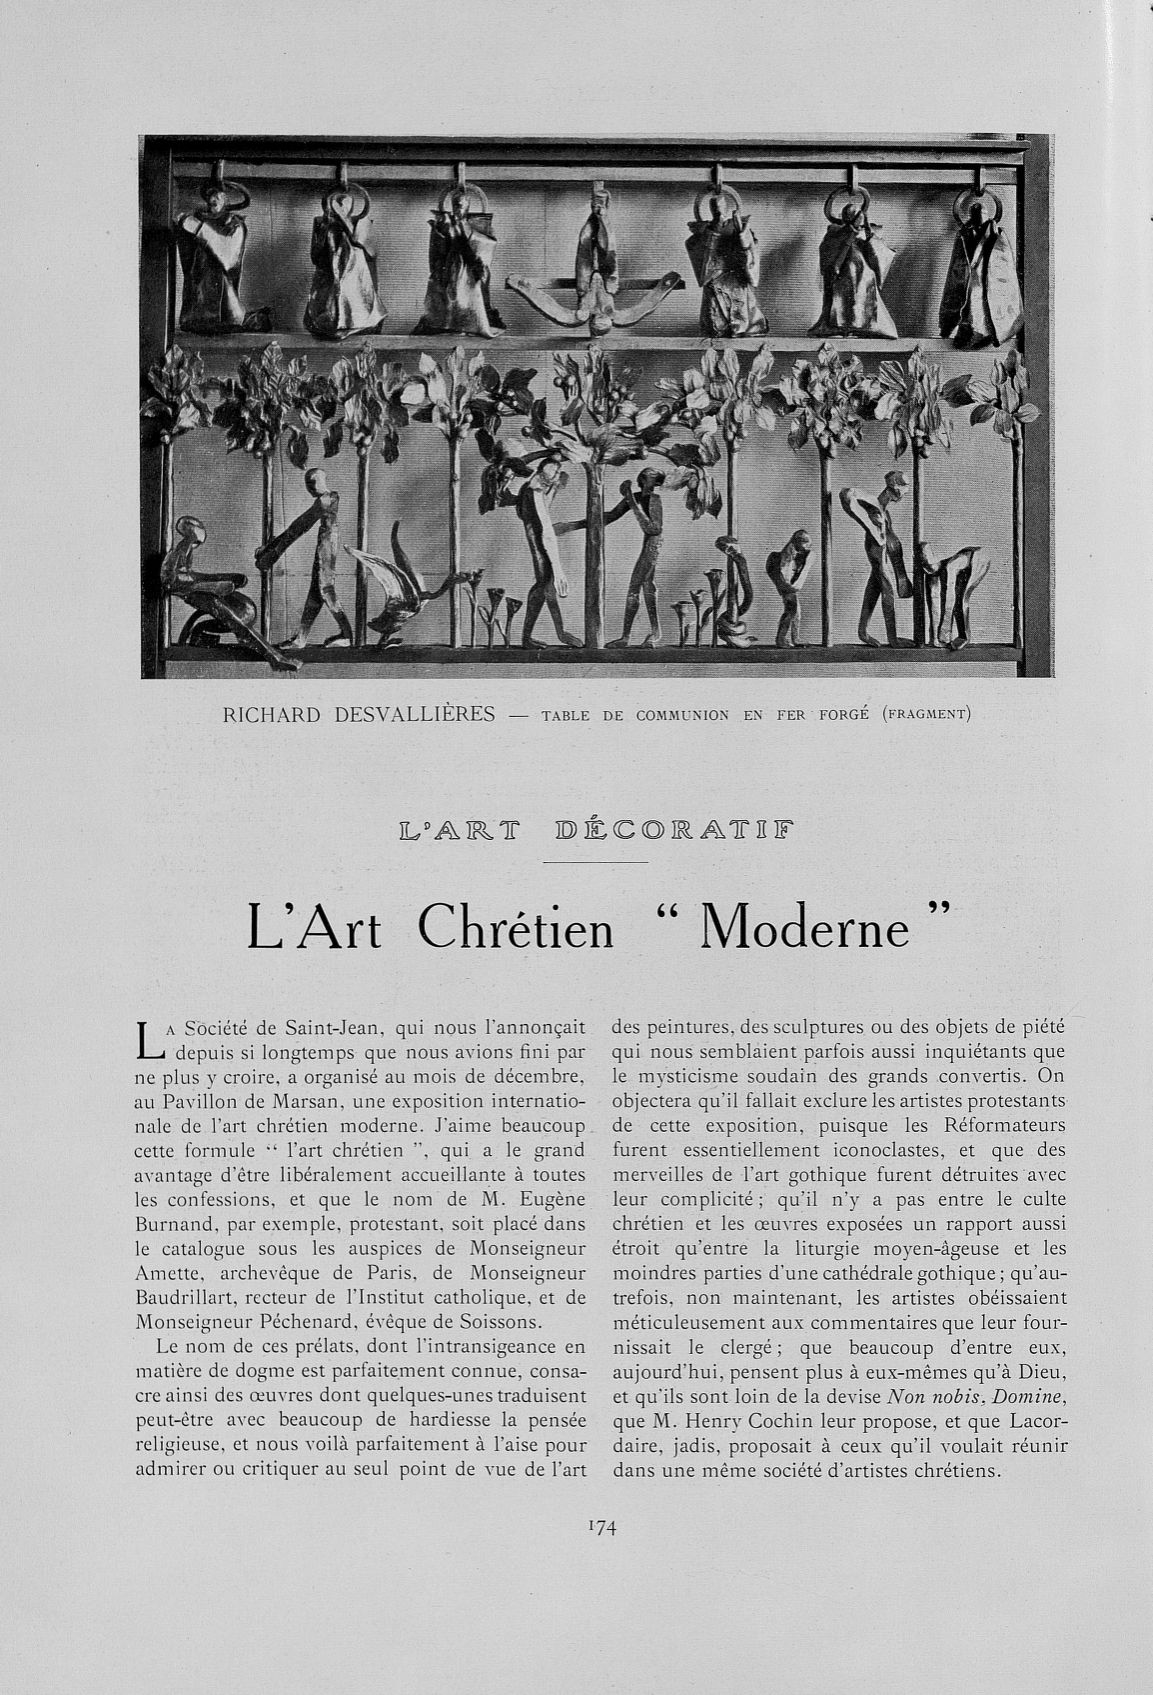 RICHARD DESVALLIÈRES — TABLE DE COMMUNION EN FER FORGÉ (FRAGMENT)
L'ART DÉCORATIF
L'Art Chrétien “ Moderne ”
LA Société de Saint-Jean, qui nous l'annonçait
depuis si longtemps que nous avions fini par
ne plus y croire, a organisé au mois de décembre,
au Pavillon de Marsan, une exposition internatio-
nale de l'art chrétien moderne. J'aime beaucoup
cette formule “ l'art chrétien ”, qui a le grand
avantage d'être libéralement accueillante à toutes
les confessions, et que le nom de M. Eugène
Burnand, par exemple, protestant, soit placé dans
le catalogue sous les auspices de Monseigneur
Amette, archevêque de Paris, de Monseigneur
Baudrillart, recteur de l'Institut catholique, et de
Monseigneur Péchenard, évêque de Soissons.
Le nom de ces prélats, dont l'intransigeance en
matière de dogme est parfaitement connue, consa-
cre ainsi des œuvres dont quelques-unes traduisent
peut-être avec beaucoup de hardiesse la pensée
religieuse, et nous voilà parfaitement à l'aise pour
admirer ou critiquer au seul point de vue de l'art
des peintures, des sculptures ou des objets de piété
qui nous semblaient parfois aussi inquiétants que
le mysticisme soudain des grands convertis. On
objectera qu'il fallait exclure les artistes protestants
de cette exposition, puisque les Réformateurs
furent essentiellement iconoclastes, et que des
merveilles de l'art gothique furent détruites avec
leur complicité ; qu'il n'y a pas entre le culte
chrétien et les œuvres exposées un rapport aussi
étroit qu'entre la liturgie moyen-âgeuse et les
moindres parties d'une cathédrale gothique ; qu'au-
trefois, non maintenant, les artistes obéissaient
méticuleusement aux commentaires que leur four-
nissait le clergé ; que beaucoup d'entre eux,
aujourd'hui, pensent plus à eux-mêmes qu'à Dieu,
et qu'ils sont loin de la devise Non nobis, Domine,
que M. Henry Cochin leur propose, et que Lacor-
daire, jadis, proposait à ceux qu'il voulait réunir
dans une même société d'artistes chrétiens.
174